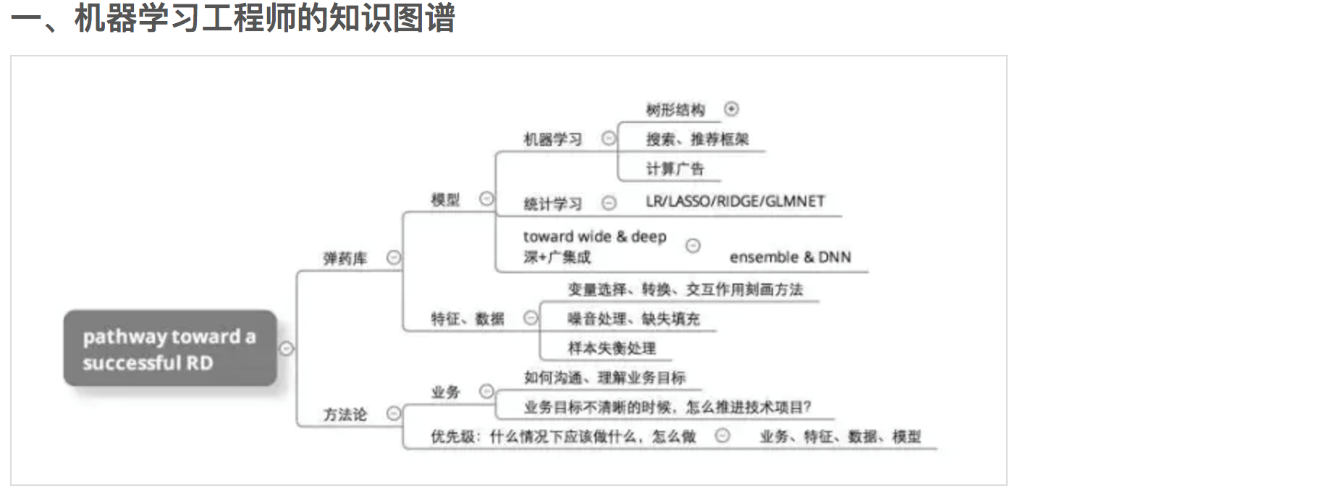 一、机器学习工程师的知识图谱
pathway toward a
successful RD
弹药库
模型
机器学习
树形结构
搜索、推荐框架
计算广告
统计学习
LR/LASSO/RIDGE/GLMNET
toward wide & deep
深+广集成
ensemble & DNN
特征、数据
变量选择、转换、交互作用刻画方法
噪音处理、缺失填充
样本失衡处理
方法论
业务
如何沟通、理解业务目标
业务目标不清晰的时候，怎么推进技术项目?
优先级：什么情况下应该做什么，怎么做
业务、特征、数据、模型